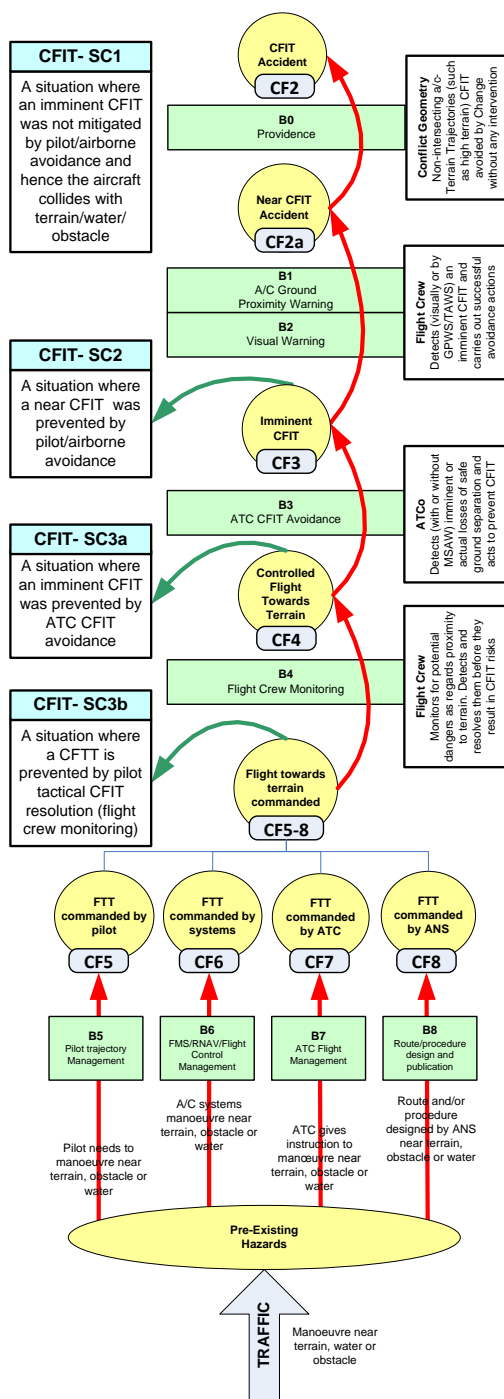 CFIT- SC1
A situation where
an imminent CFIT
was not mitigated
by pilot/airborne
avoidance and
hence the aircraft
collides with
terrain/water/
obstacle
CFIT
Accident
CF2
B0
Providence
Conflict Geometry
Non-intersecting a/c-
Terrain Trajectories (such
as high terrain) CFIT
avoided by Change
without any intervention
Near CFIT
Accident
CF2a
B1
A/C Ground
Proximity Warning
B2
Visual Warning
Flight Crew
Detects (visually or by
GPWS/TAWS) an
imminent CFIT and
carries out successful
avoidance actions
CFIT- SC2
A situation where
a near CFIT was
prevented by
pilot/airborne
avoidance
Imminent
CFIT
CF3
B3
ATC CFIT Avoidance
ATCo
Detects (with or without
MSAW) imminent or
actual losses of safe
ground separation and
acts to prevent CFIT
CFIT- SC3a
A situation where
an imminent CFIT
was prevented by
ATC CFIT
avoidance
Controlled
Flight
Towards
Terrain
CF4
B4
Flight Crew Monitoring
Flight Crew
Monitors for potential
dangers as regards proximity
to terrain. Detects and
resolves them before they
result in CFIT risks
CFIT- SC3b
A situation where
a CFTT is
prevented by pilot
tactical CFIT
resolution (flight
crew monitoring)
Flight towards
terrain
commanded
CF5-8
FTT
commanded by
pilot
CF5
FTT
commanded by
systems
CF6
FTT
commanded
by ATC
CF7
FTT
commanded
by ANS
CF8
B5
Pilot trajectory
Management
B6
FMS/RNAV/Flight
Control
Management
B7
ATC Flight
Management
B8
Route/procedure
design and
publication
Pilot needs to
manoeuvre near
terrain, obstacle or
water
A/C systems
manoeuvre near
terrain, obstacle or
water
ATC gives
instruction to
manœuvre near
terrain, obstacle or
water
Route and/or
procedure
designed by ANS
near terrain,
obstacle or water
Pre-Existing
Hazards
TRAFFIC
Manoeuvre near
terrain, water or
obstacle